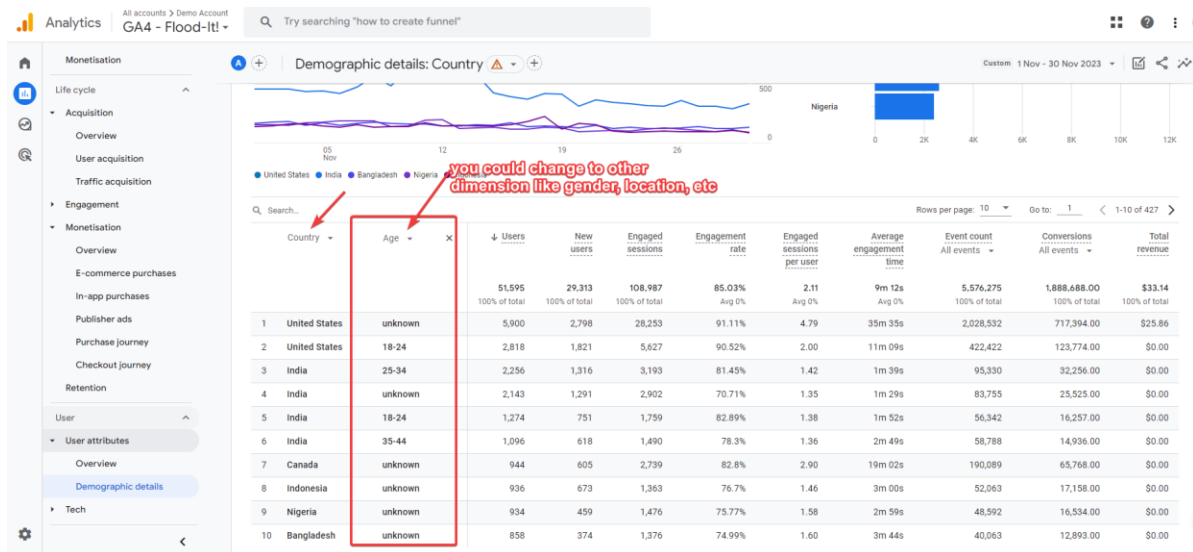 Analytics
All accounts > Demo Account
GA4 - Flood-It!
Try searching "how to create funnel"
Monetisation
Life cycle
Acquisition
Overview
User acquisition
Traffic acquisition
Engagement
Monetisation
Overview
E-commerce purchases
In-app purchases
Publisher ads
Purchase journey
Checkout journey
Retention
User
User attributes
Overview
Demographic details
Tech
A
Demographic details: Country
Custom 1 Nov - 30 Nov 2023
500
0
05
Nov
12
19
26
United States India Bangladesh Nigeria
Nigeria
0 2K 4K 6K 8K 10K 12K
you could change to other
dimension like gender, location, etc
Search...
Rows per page: 10 Go to: 1 1-10 of 427
Country Age × ↓ Users New users Engaged sessions Engagement rate Engaged sessions per user Average engagement time Event count All events Conversions All events Total revenue
51,595 29,313 108,987 85.03% 2.11 9m 12s 5,576,275 1,888,688.00 $33.14
100% of total 100% of total 100% of total Avg 0% Avg 0% Avg 0% 100% of total 100% of total 100% of total
1 United States unknown 5,900 2,798 28,253 91.11% 4.79 35m 35s 2,028,532 717,394.00 $25.86
2 United States 18-24 2,818 1,821 5,627 90.52% 2.00 11m 09s 422,422 123,774.00 $0.00
3 India 25-34 2,256 1,316 3,193 81.45% 1.42 1m 39s 95,330 32,256.00 $0.00
4 India unknown 2,143 1,291 2,902 70.71% 1.35 1m 29s 83,755 25,525.00 $0.00
5 India 18-24 1,274 751 1,759 82.89% 1.38 1m 52s 56,342 16,257.00 $0.00
6 India 35-44 1,096 618 1,490 78.3% 1.36 2m 49s 58,788 14,936.00 $0.00
7 Canada unknown 944 605 2,739 82.8% 2.90 19m 02s 190,089 65,768.00 $0.00
8 Indonesia unknown 936 673 1,363 76.7% 1.46 3m 00s 52,063 17,158.00 $0.00
9 Nigeria unknown 934 459 1,476 75.77% 1.58 2m 59s 48,592 16,534.00 $0.00
10 Bangladesh unknown 858 374 1,376 74.99% 1.60 3m 44s 40,063 12,893.00 $0.00